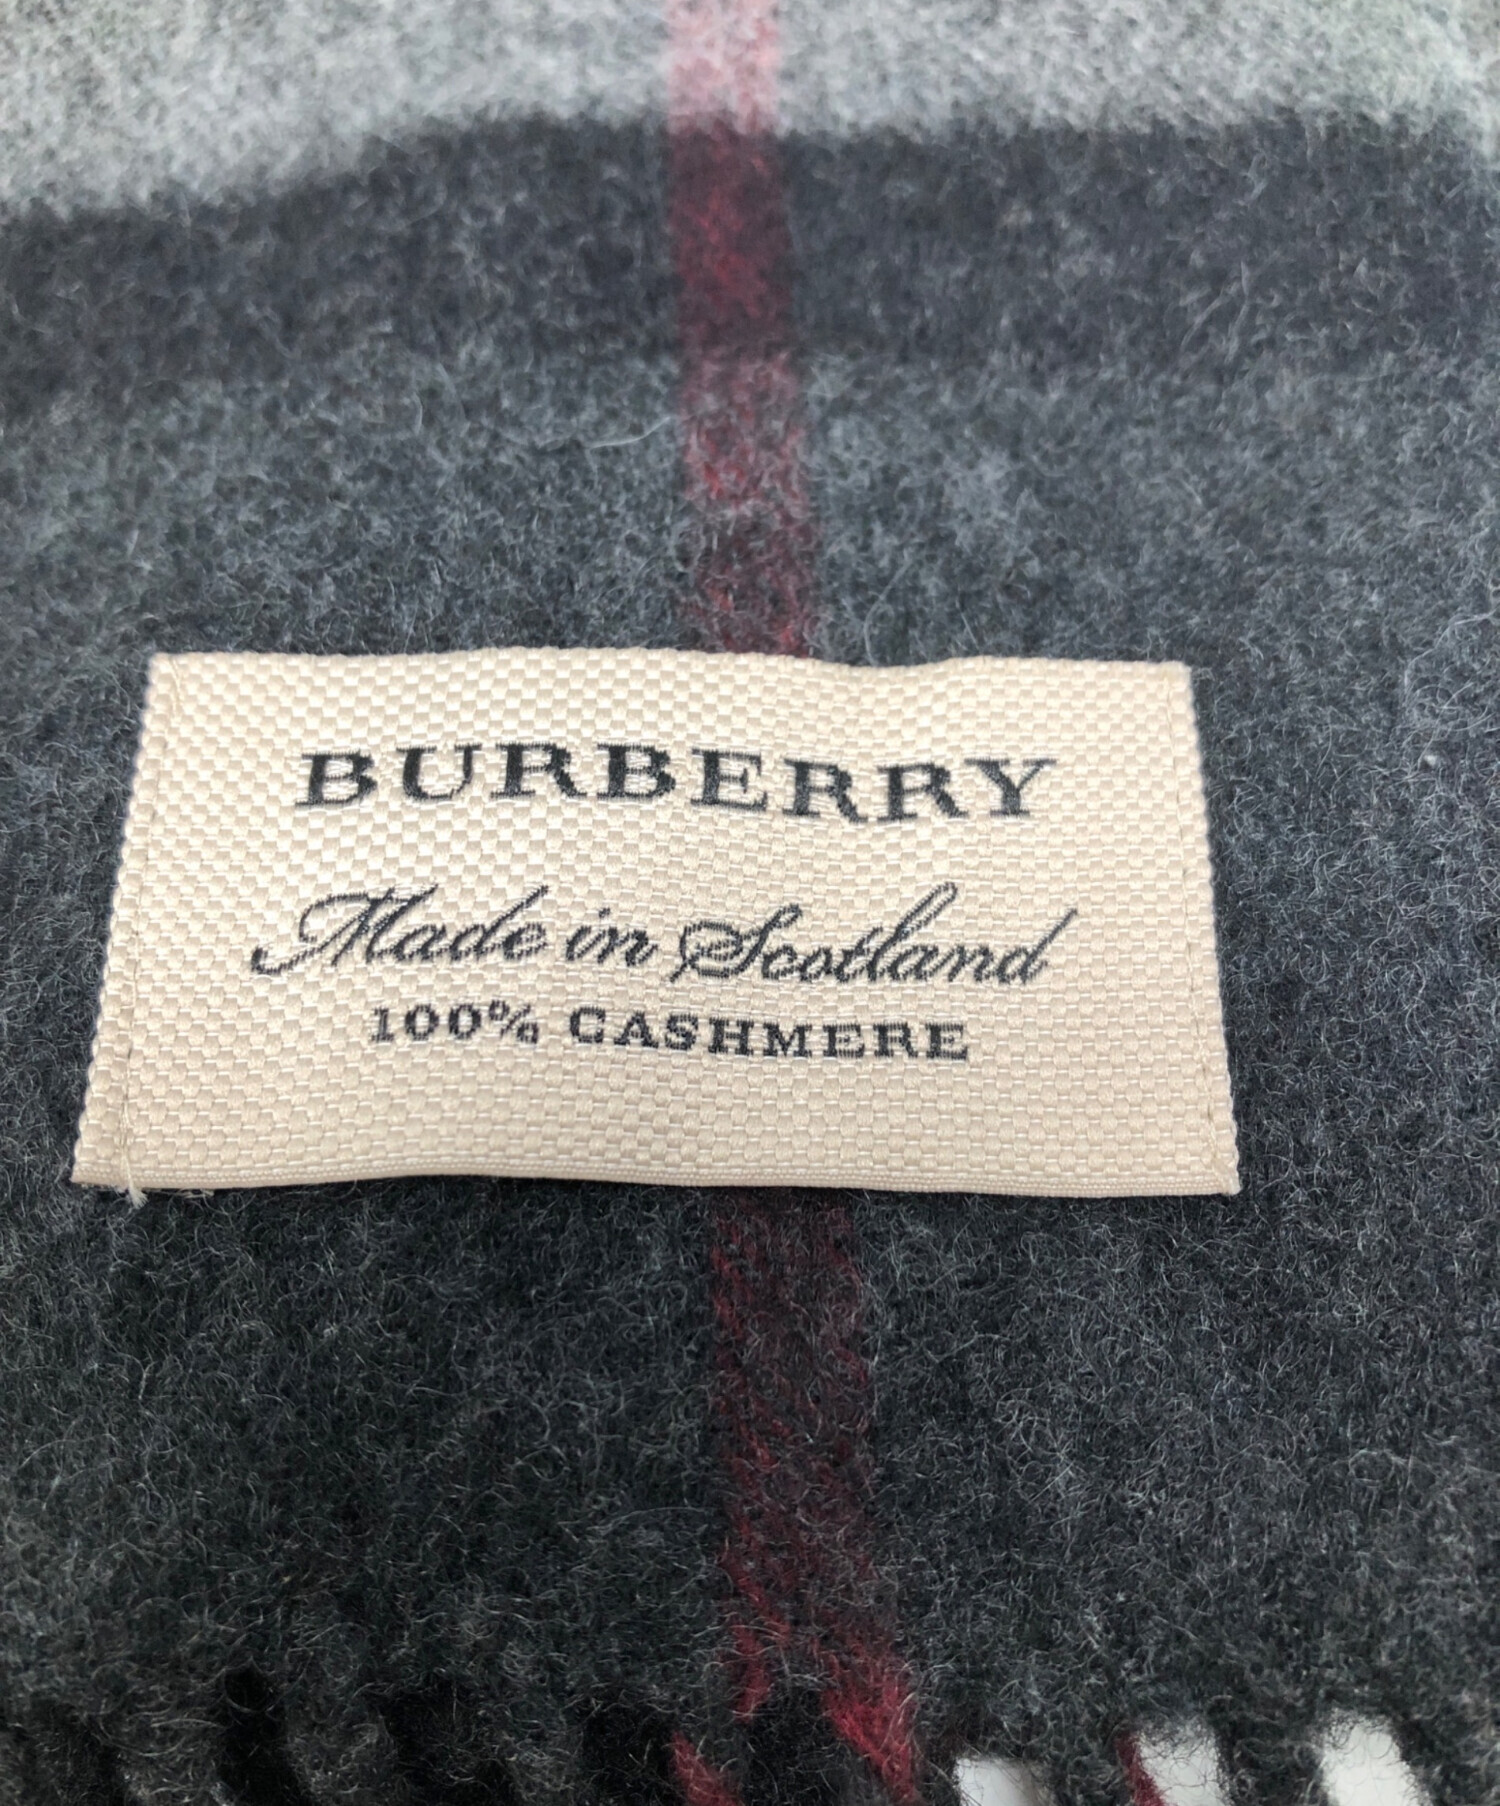 BURBERRY
Made in Scotland
100% CASHMERE